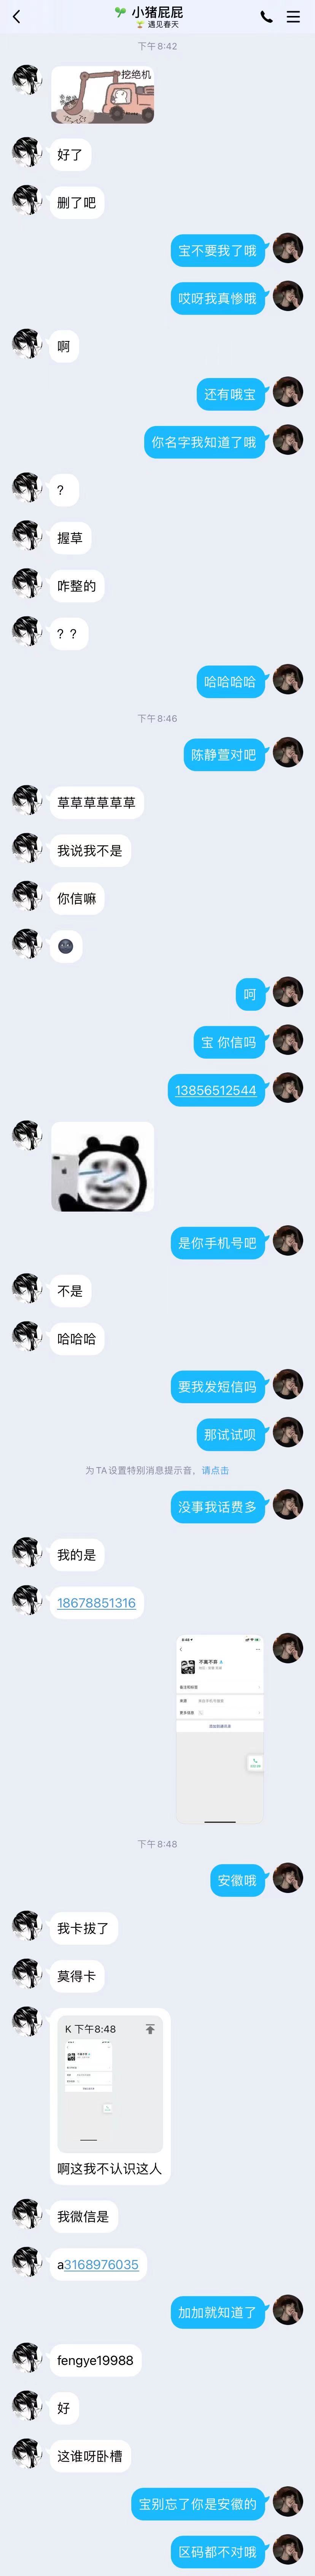 小猪屁屁
遇见春天
下午8:42
挖绝机
好了
删了吧
宝不要我了哦
哎呀我真惨哦
啊
还有哦宝
你名字我知道了哦
？
握草
咋整的
？？
哈哈哈哈
下午8:46
陈静萱对吧
草草草草草草
我说我不是
你信嘛
呵
宝 你信吗
13856512544
是你手机号吧
不是
哈哈哈
要我发短信吗
那试试呗
为TA设置特别消息提示音，请点击
没事我话费多
我的是
18678851316
不离不弃
下午8:48
安徽哦
我卡拔了
莫得卡
K 下午8:48
啊这我不认识这人
我微信是
a3168976035
加加就知道了
fengye19988
好
这谁呀卧槽
宝别忘了你是安徽的
区码都不对哦